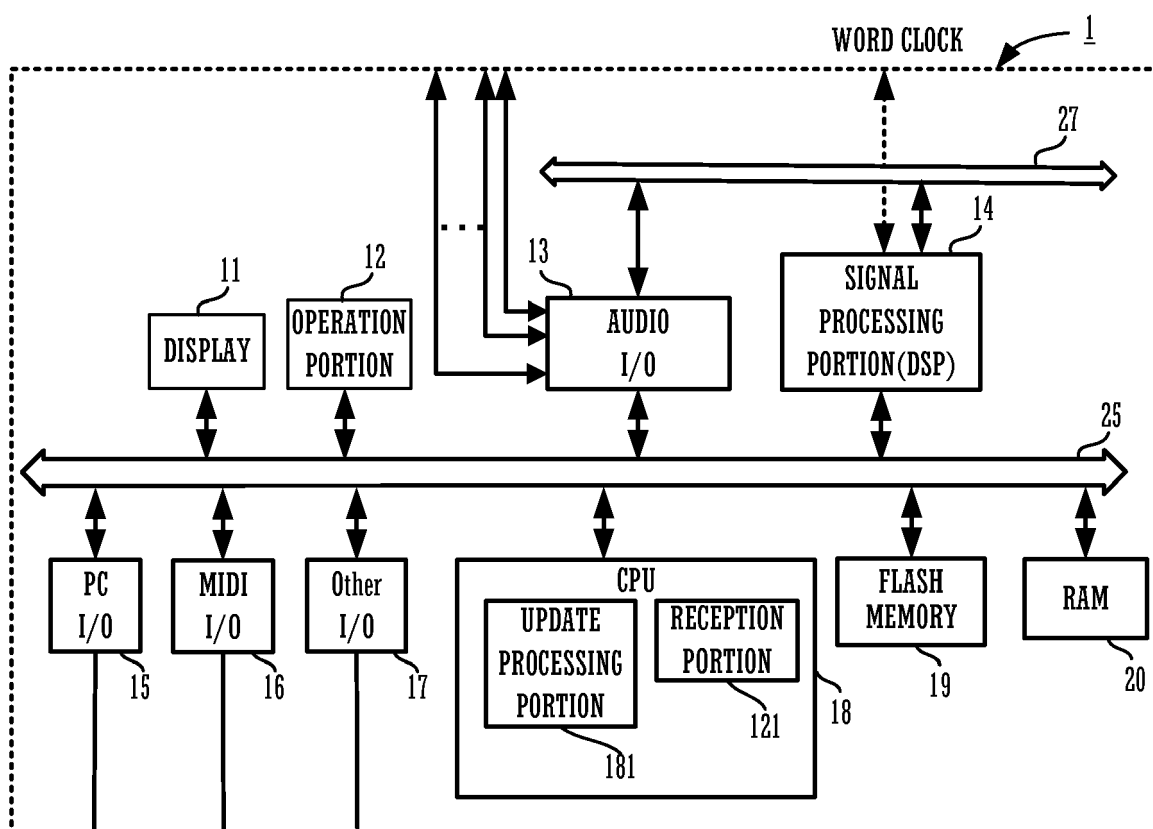 WORD CLOCK
1
27
14
13
12
11
SIGNAL
PROCESSING
PORTION(DSP)
AUDIO
I/O
OPERATION
PORTION
DISPLAY
25
PC
I/O
MIDI
I/O
Other
I/O
CPU
UPDATE
PROCESSING
PORTION
RECEPTION
PORTION
FLASH
MEMORY
RAM
15
16
17
181
121
18
19
20